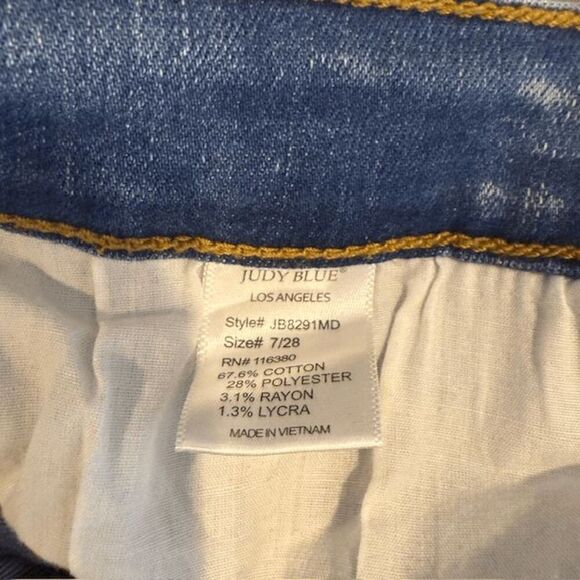 JUDY BLUE®
LOS ANGELES
Style# JB8291MD
Size# 7/28
RN# 116380
67.6% COTTON
28% POLYESTER
3.1% RAYON
1.3% LYCRA
MADE IN VIETNAM